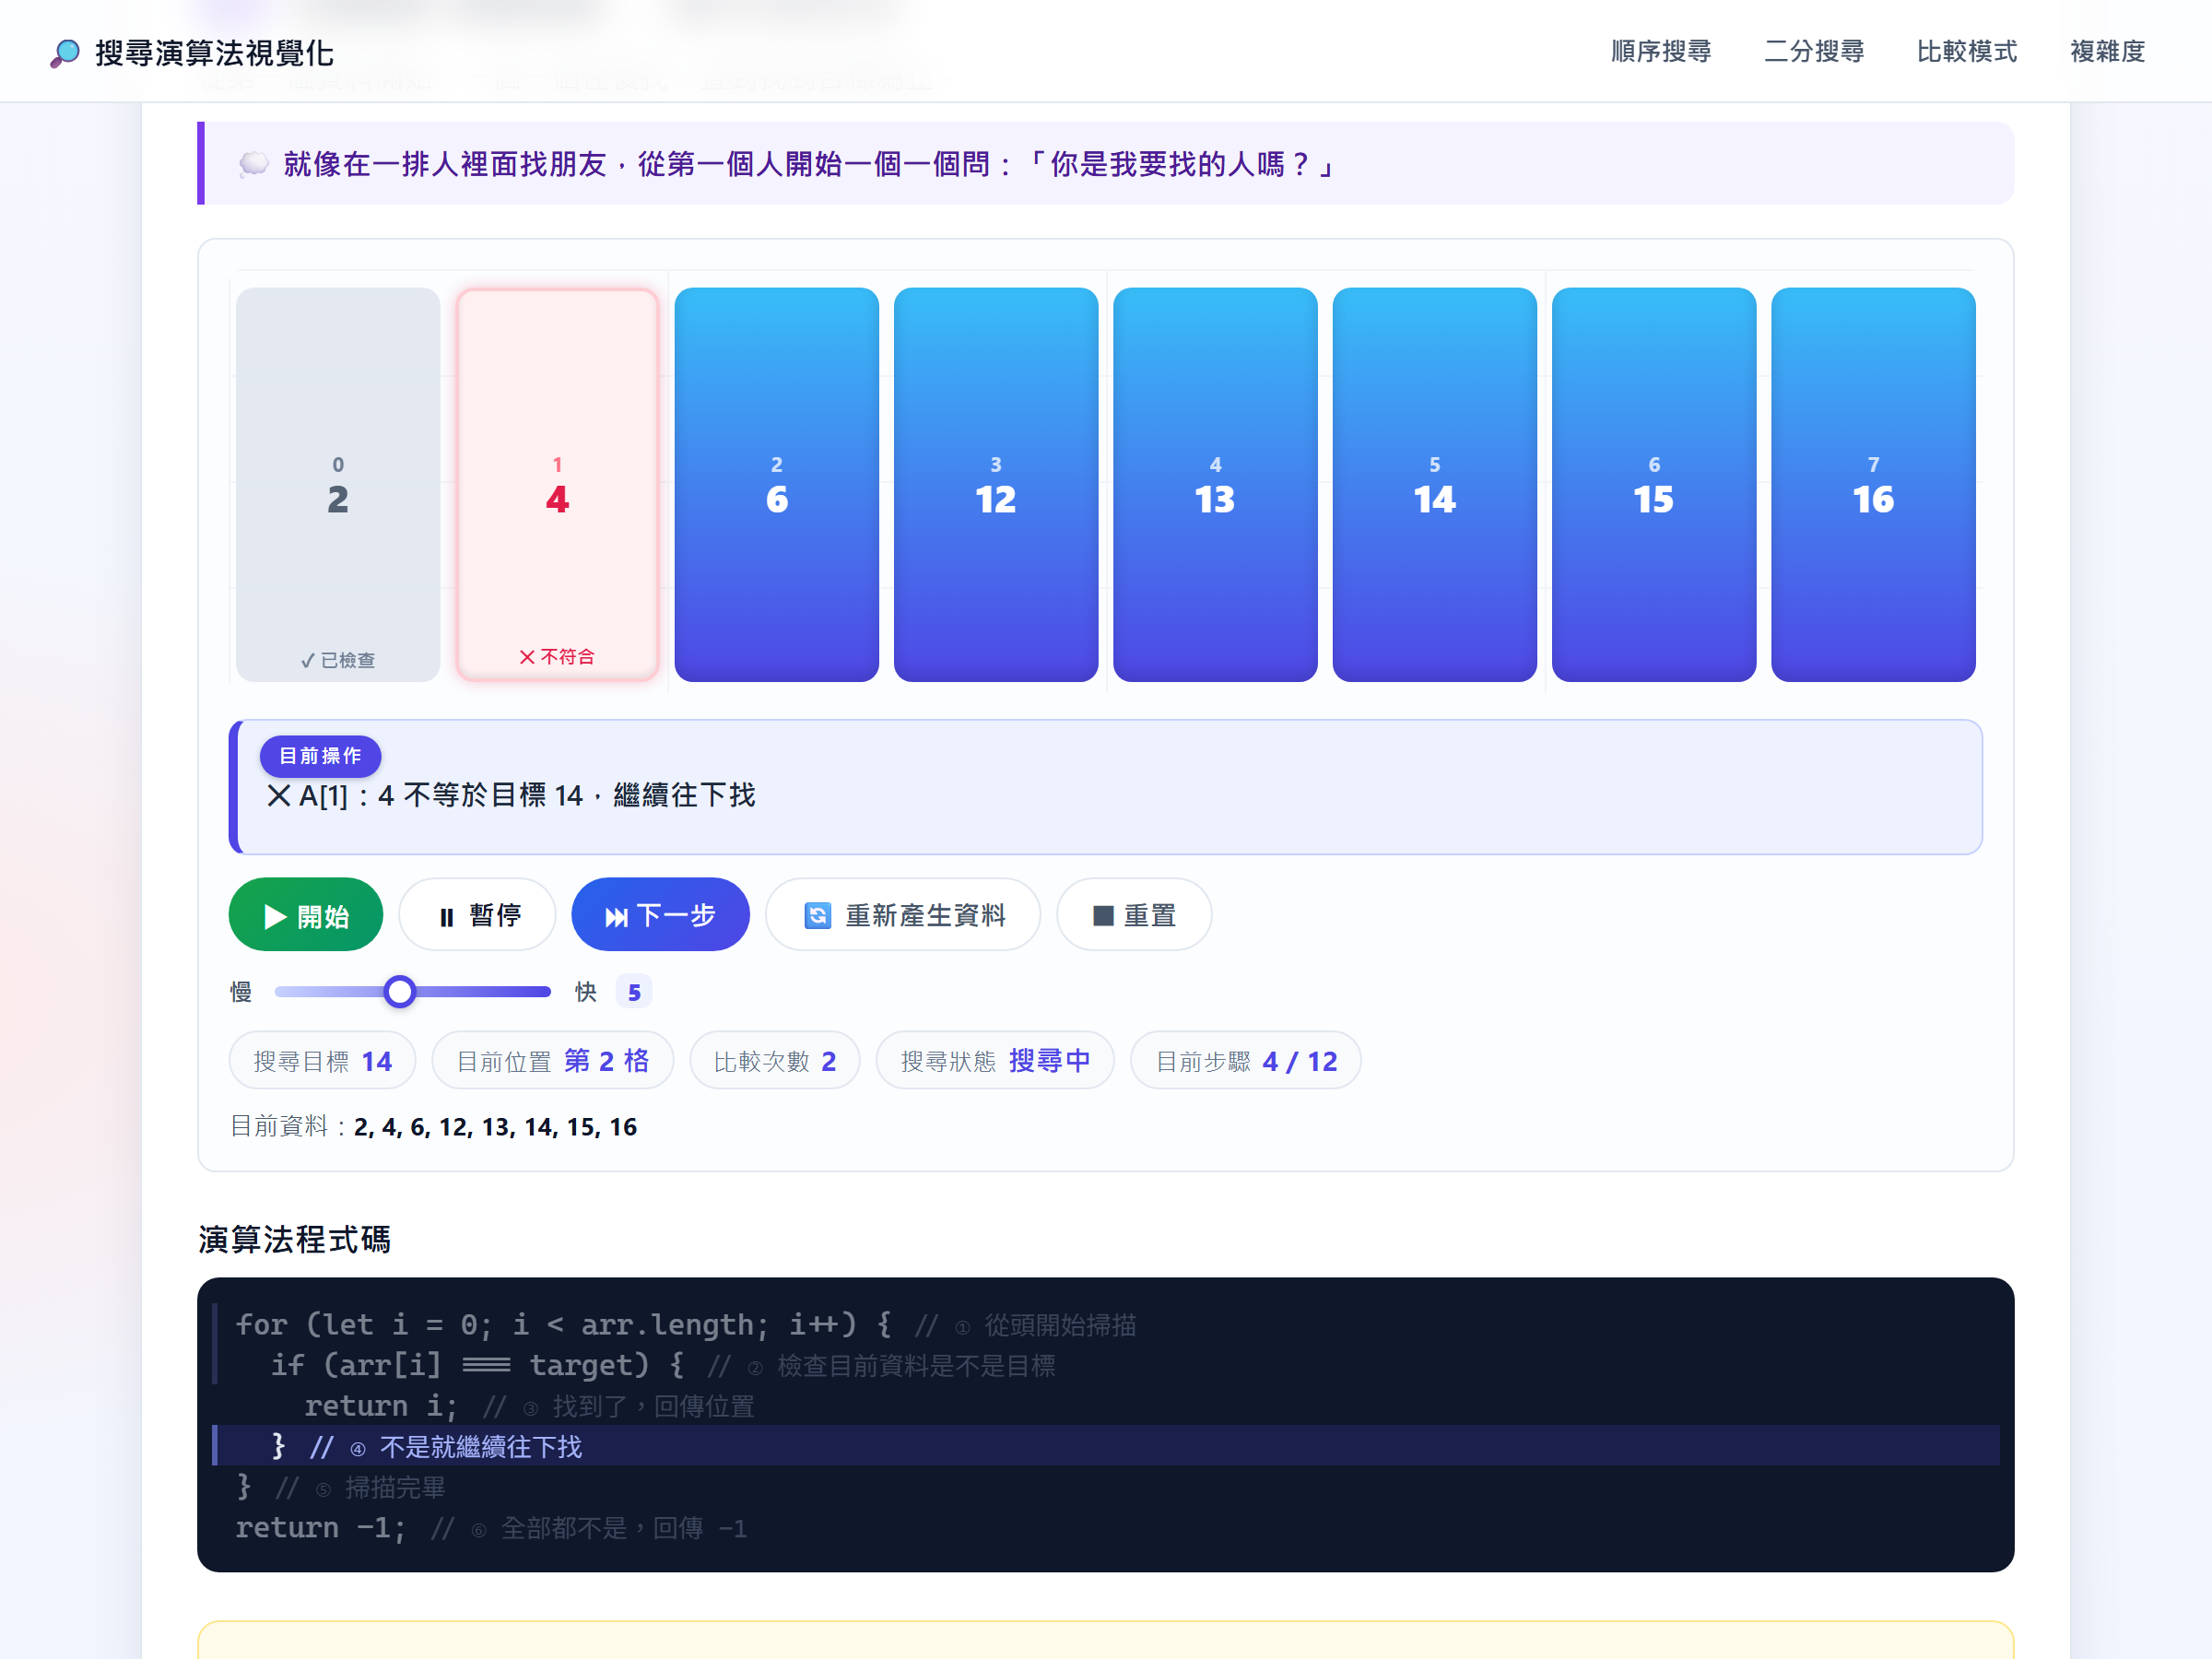 🔎 搜尋演算法視覺化
順序搜尋 二分搜尋 比較模式 複雜度
💭 就像在一排人裡面找朋友，從第一個人開始一個一個問：「你是我要找的人嗎？」
0 1 2 3 4 5 6 7
2 4 6 12 13 14 15 16
✓ 已檢查 ✕ 不符合
目前操作
✕ A[1]：4 不等於目標 14，繼續往下找
▶ 開始 ⏸ 暫停 ⏭ 下一步 🔄 重新產生資料 ■ 重置
慢 快 5
搜尋目標 14 目前位置 第 2 格 比較次數 2 搜尋狀態 搜尋中 目前步驟 4 / 12
目前資料：2, 4, 6, 12, 13, 14, 15, 16
演算法程式碼
for (let i = 0; i < arr.length; i++) { // ① 從頭開始掃描
if (arr[i] === target) { // ② 檢查目前資料是不是目標
return i; // ③ 找到了，回傳位置
} // ④ 不是就繼續往下找
} // ⑤ 掃描完畢
return -1; // ⑥ 全部都不是，回傳 -1